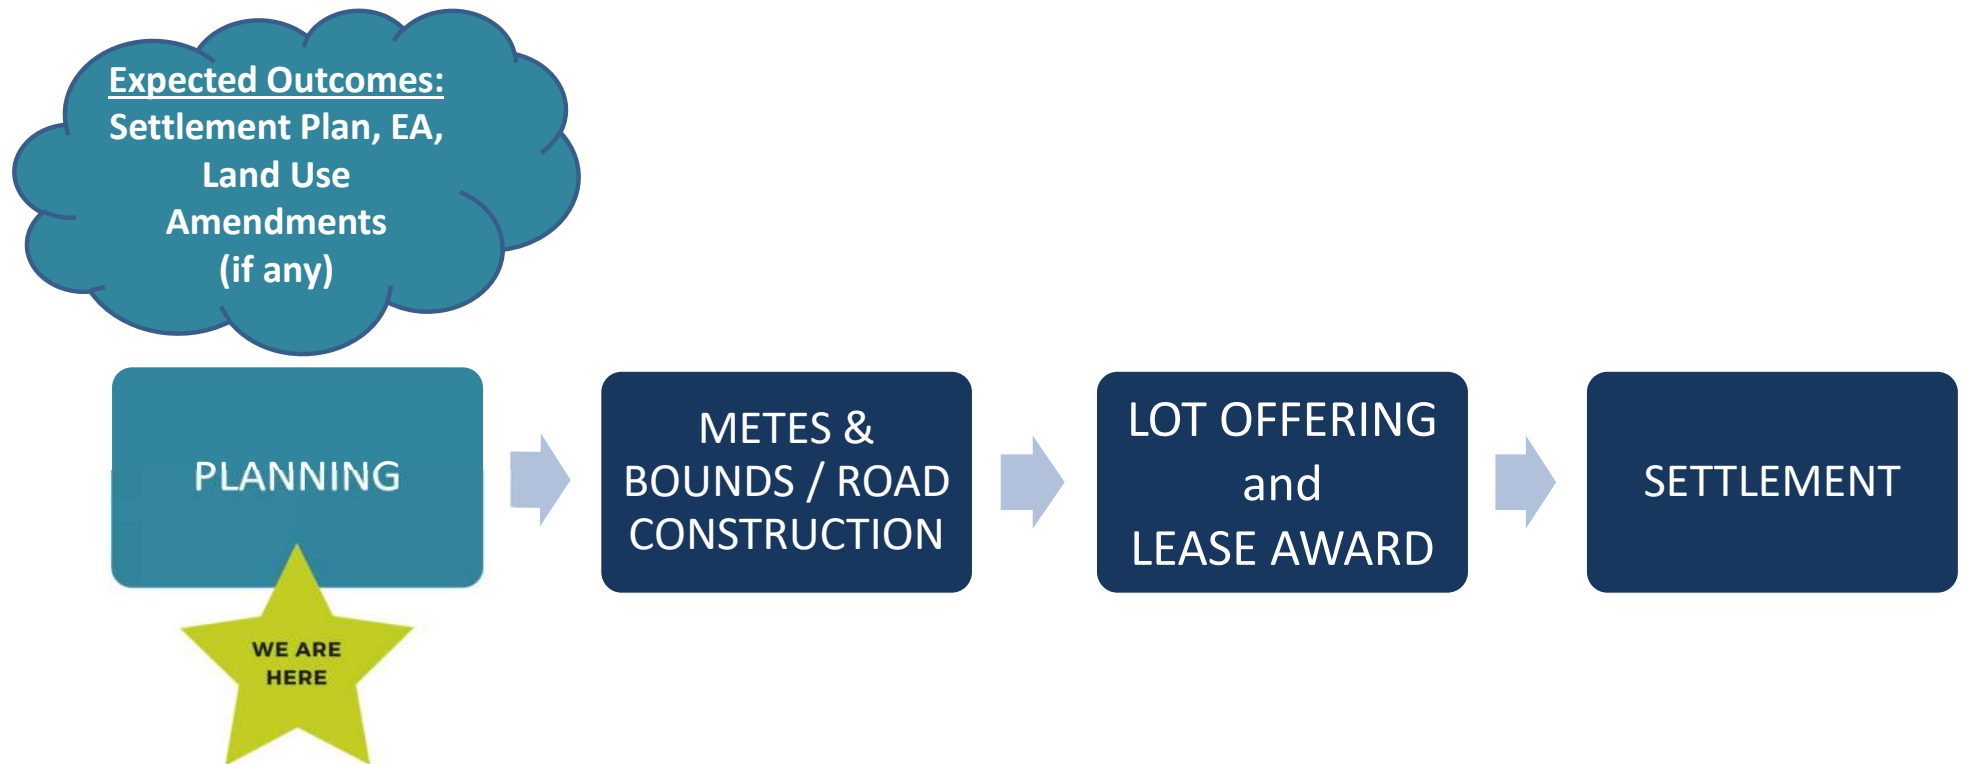 Expected Outcomes:
Settlement Plan, EA,
Land Use
Amendments
(if any)
PLANNING
WE ARE
HERE
METES &
BOUNDS / ROAD
CONSTRUCTION
LOT OFFERING
and
LEASE AWARD
SETTLEMENT